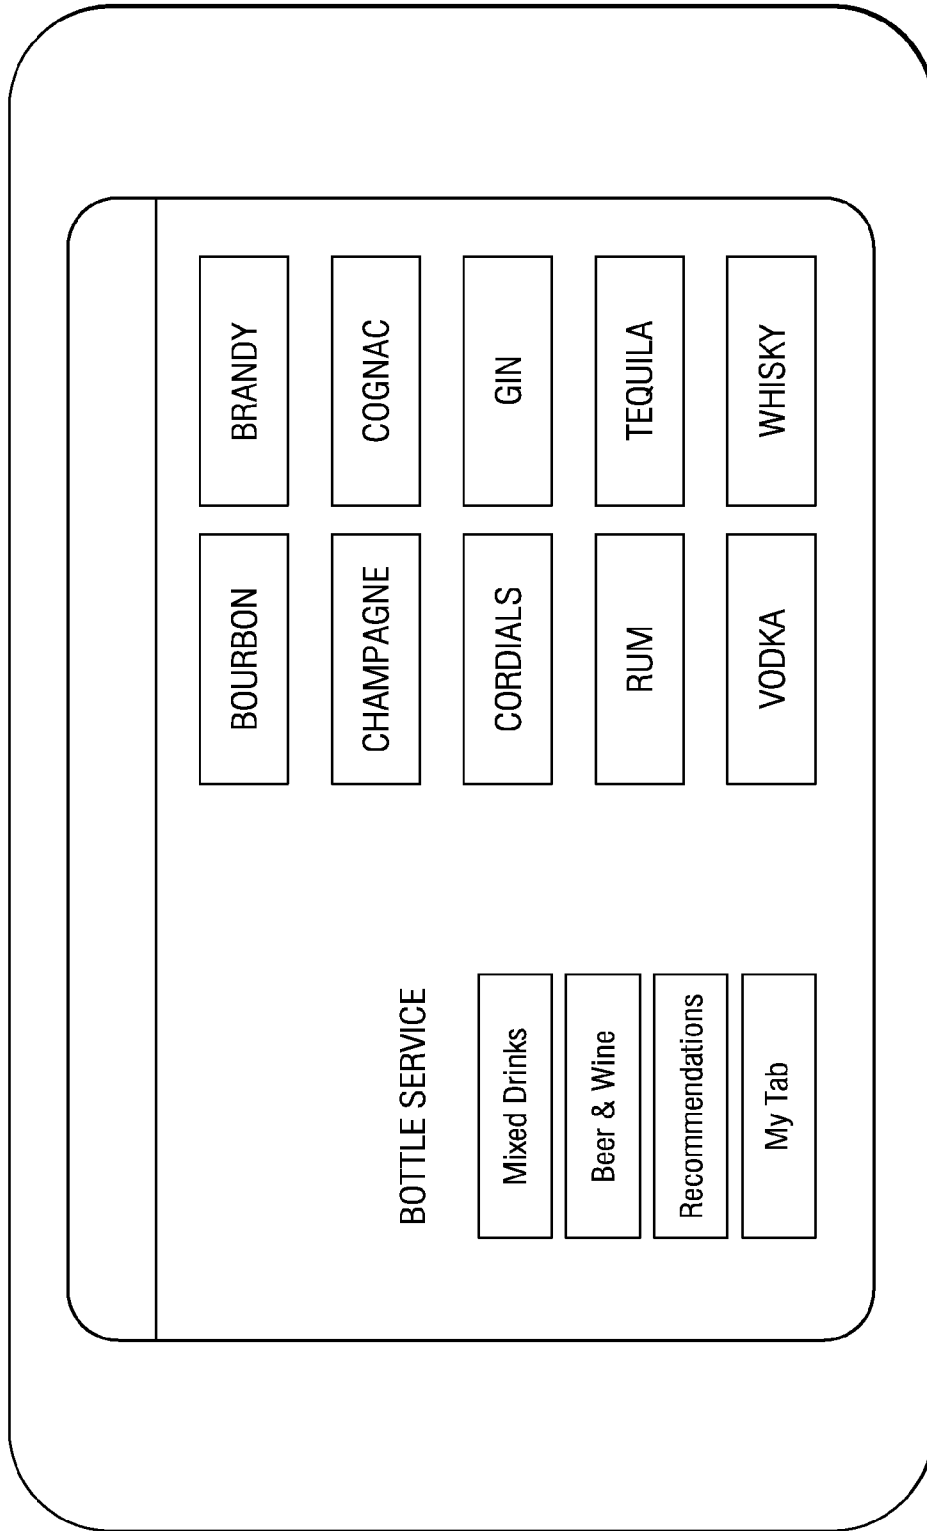 BOTTLE SERVICE
Mixed Drinks
Beer & Wine
Recommendations
My Tab
BOURBON
BRANDY
CHAMPAGNE
COGNAC
CORDIALS
GIN
RUM
TEQUILA
VODKA
WHISKY